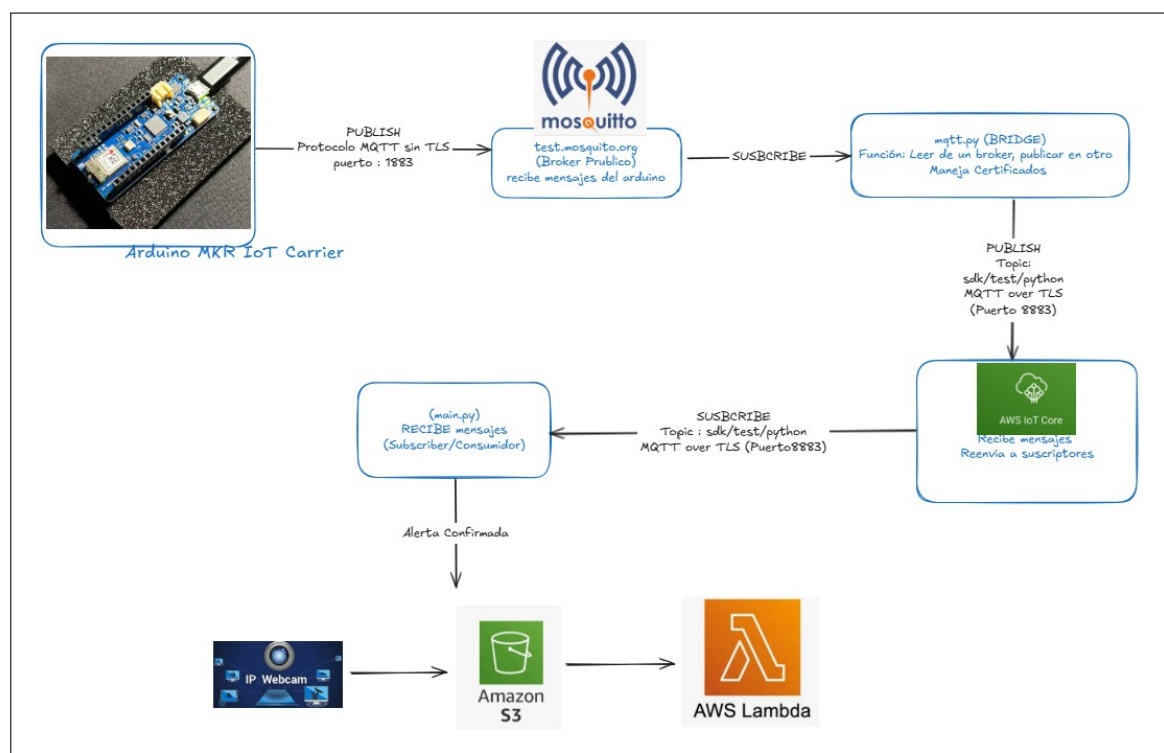 mosquitto
PUBLISH
Protocolo MQTT sin TLS
puerto : 1883
test.mosquito.org
(Broker Prublico)
recibe mensajes del arduino
SUSBCRIBE
mqtt.py (BRIDGE)
Función: Leer de un broker, publicar en otro
Maneja Certificados
Arduino MKR IoT Carrier
PUBLISH
Topic:
sdk/test/python
MQTT over TLS
(Puerto 8883)
AWS IoT Core
Recibe mensajes
Reenvia a suscriptores
SUSBCRIBE
Topic : sdk/test/python
MQTT over TLS (Puerto8883)
(main.py)
RECIBE mensajes
(Subscriber/Consumidor)
Alerta Confirmada
IP Webcam
Amazon
S3
AWS Lambda